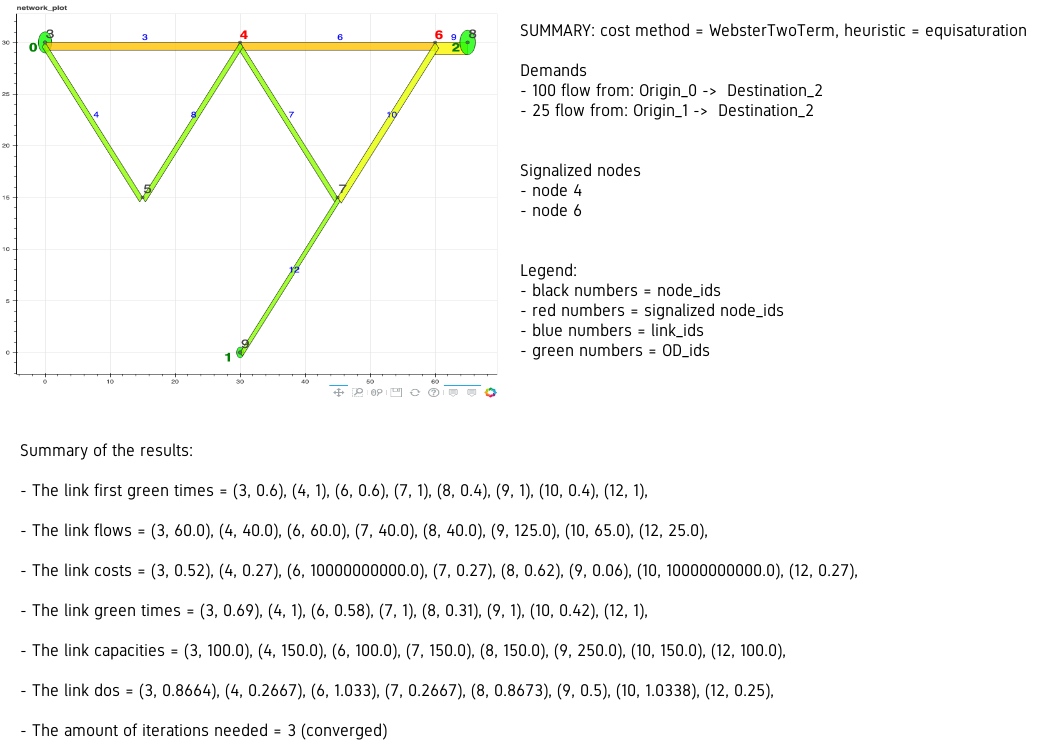 network_plot
SUMMARY: cost method = WebsterTwoTerm, heuristic = equisaturation
Demands
- 100 flow from: Origin_0 -> Destination_2
- 25 flow from: Origin_1 -> Destination_2
Signalized nodes
- node 4
- node 6
Legend:
- black numbers = node_ids
- red numbers = signalized node_ids
- blue numbers = link_ids
- green numbers = OD_ids
30
25
20
15
10
5
0
0 3 3 4 6 6 9 2 8
4 8 7 10
5 7
12
1 9
0 10 20 30 40 50 60
Summary of the results:
- The link first green times = (3, 0.6), (4, 1), (6, 0.6), (7, 1), (8, 0.4), (9, 1), (10, 0.4), (12, 1),
- The link flows = (3, 60.0), (4, 40.0), (6, 60.0), (7, 40.0), (8, 40.0), (9, 125.0), (10, 65.0), (12, 25.0),
- The link costs = (3, 0.52), (4, 0.27), (6, 10000000000.0), (7, 0.27), (8, 0.62), (9, 0.06), (10, 10000000000.0), (12, 0.27),
- The link green times = (3, 0.69), (4, 1), (6, 0.58), (7, 1), (8, 0.31), (9, 1), (10, 0.42), (12, 1),
- The link capacities = (3, 100.0), (4, 150.0), (6, 100.0), (7, 150.0), (8, 150.0), (9, 250.0), (10, 150.0), (12, 100.0),
- The link dos = (3, 0.8664), (4, 0.2667), (6, 1.033), (7, 0.2667), (8, 0.8673), (9, 0.5), (10, 1.0338), (12, 0.25),
- The amount of iterations needed = 3 (converged)